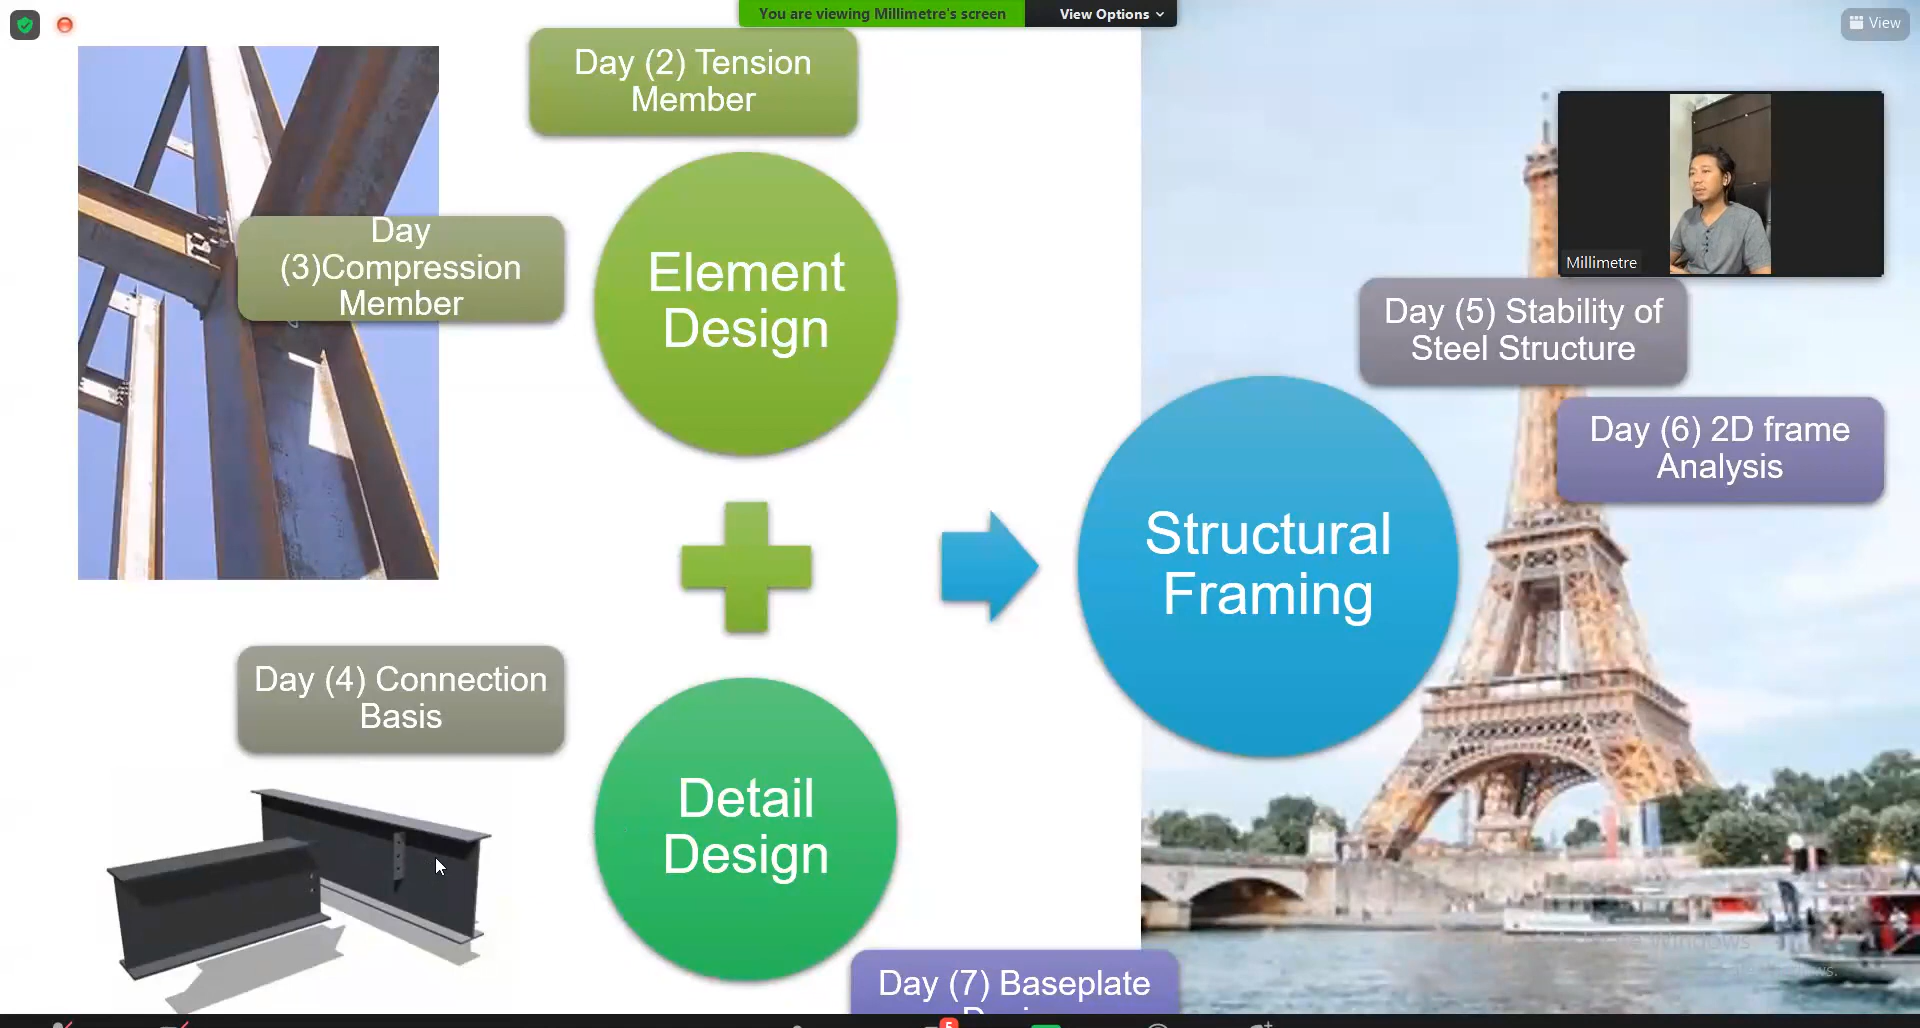 You are viewing Millimetre's screen
View Options
View
Day (2) Tension
Member
Day
(3)Compression
Member
Element
Design
Millimetre
Day (5) Stability of
Steel Structure
Day (6) 2D frame
Analysis
Structural
Framing
Day (4) Connection
Basis
Detail
Design
Day (7) Baseplate
5